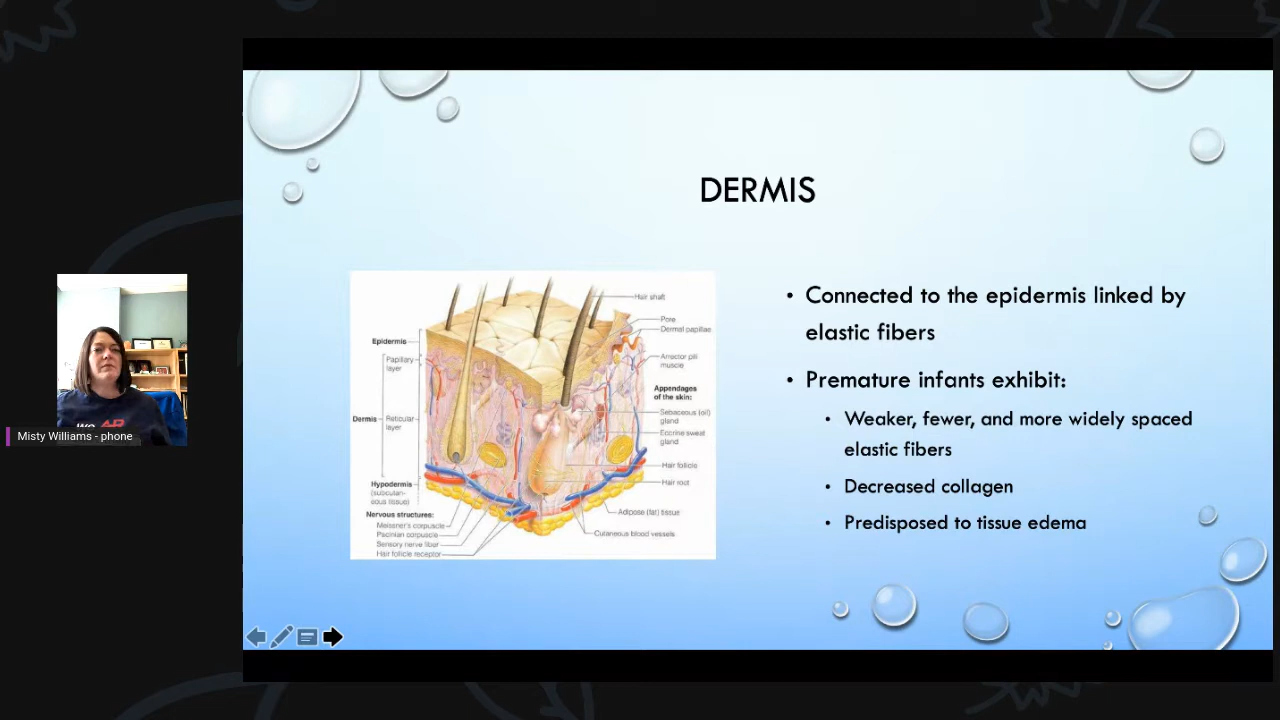 DERMIS
Connected to the epidermis linked by
elastic fibers
Premature infants exhibit:
Weaker, fewer, and more widely spaced
elastic fibers
Decreased collagen
Predisposed to tissue edema
Hair shaft
Pore
Dermal papillae
Epidermis
Papillary
layer
Arrector pili
muscle
Appendages
of the skin:
Dermis
Reticular
layer
Sebaceous (oil)
gland
Eccrine sweat
gland
Hair follicle
Hair root
Hypodermis
(subcutan-
eous tissue)
Nervous structures:
Meissner's corpuscle
Pacinian corpuscle
Sensory nerve fiber
Hair follicle receptor
Adipose (fat) tissue
Cutaneous blood vessels
AR
Misty Williams - phone